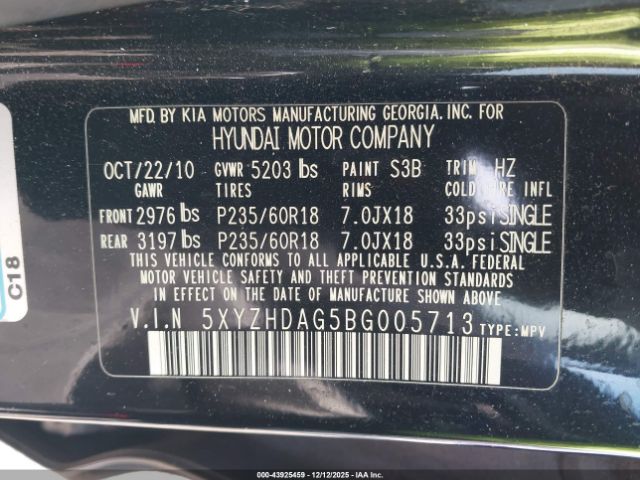 MFD. BY KIA MOTORS MANUFACTURING GEORGIA. INC. FOR
HYUNDAI MOTOR COMPANY
OCT/22/10 GVWR 5203 lbs PAINT S3B TRIM HZ
GAWR TIRES RIMS COLD TIRE INFL
FRONT 2976 lbs P235/60R18 7.0JX18 33psi SINGLE
REAR 3197 lbs P235/60R18 7.0JX18 33psi SINGLE
THIS VEHICLE CONFORMS TO ALL APPLICABLE U.S.A. FEDERAL
MOTOR VEHICLE SAFETY AND THEFT PREVENTION STANDARDS
IN EFFECT ON THE DATE OF MANUFACTURE SHOWN ABOVE
V.I.N 5XYZHDAG5BG005713 TYPE:MPV
C18
000-43925459 - 12/12/2025 - IAAI.COM